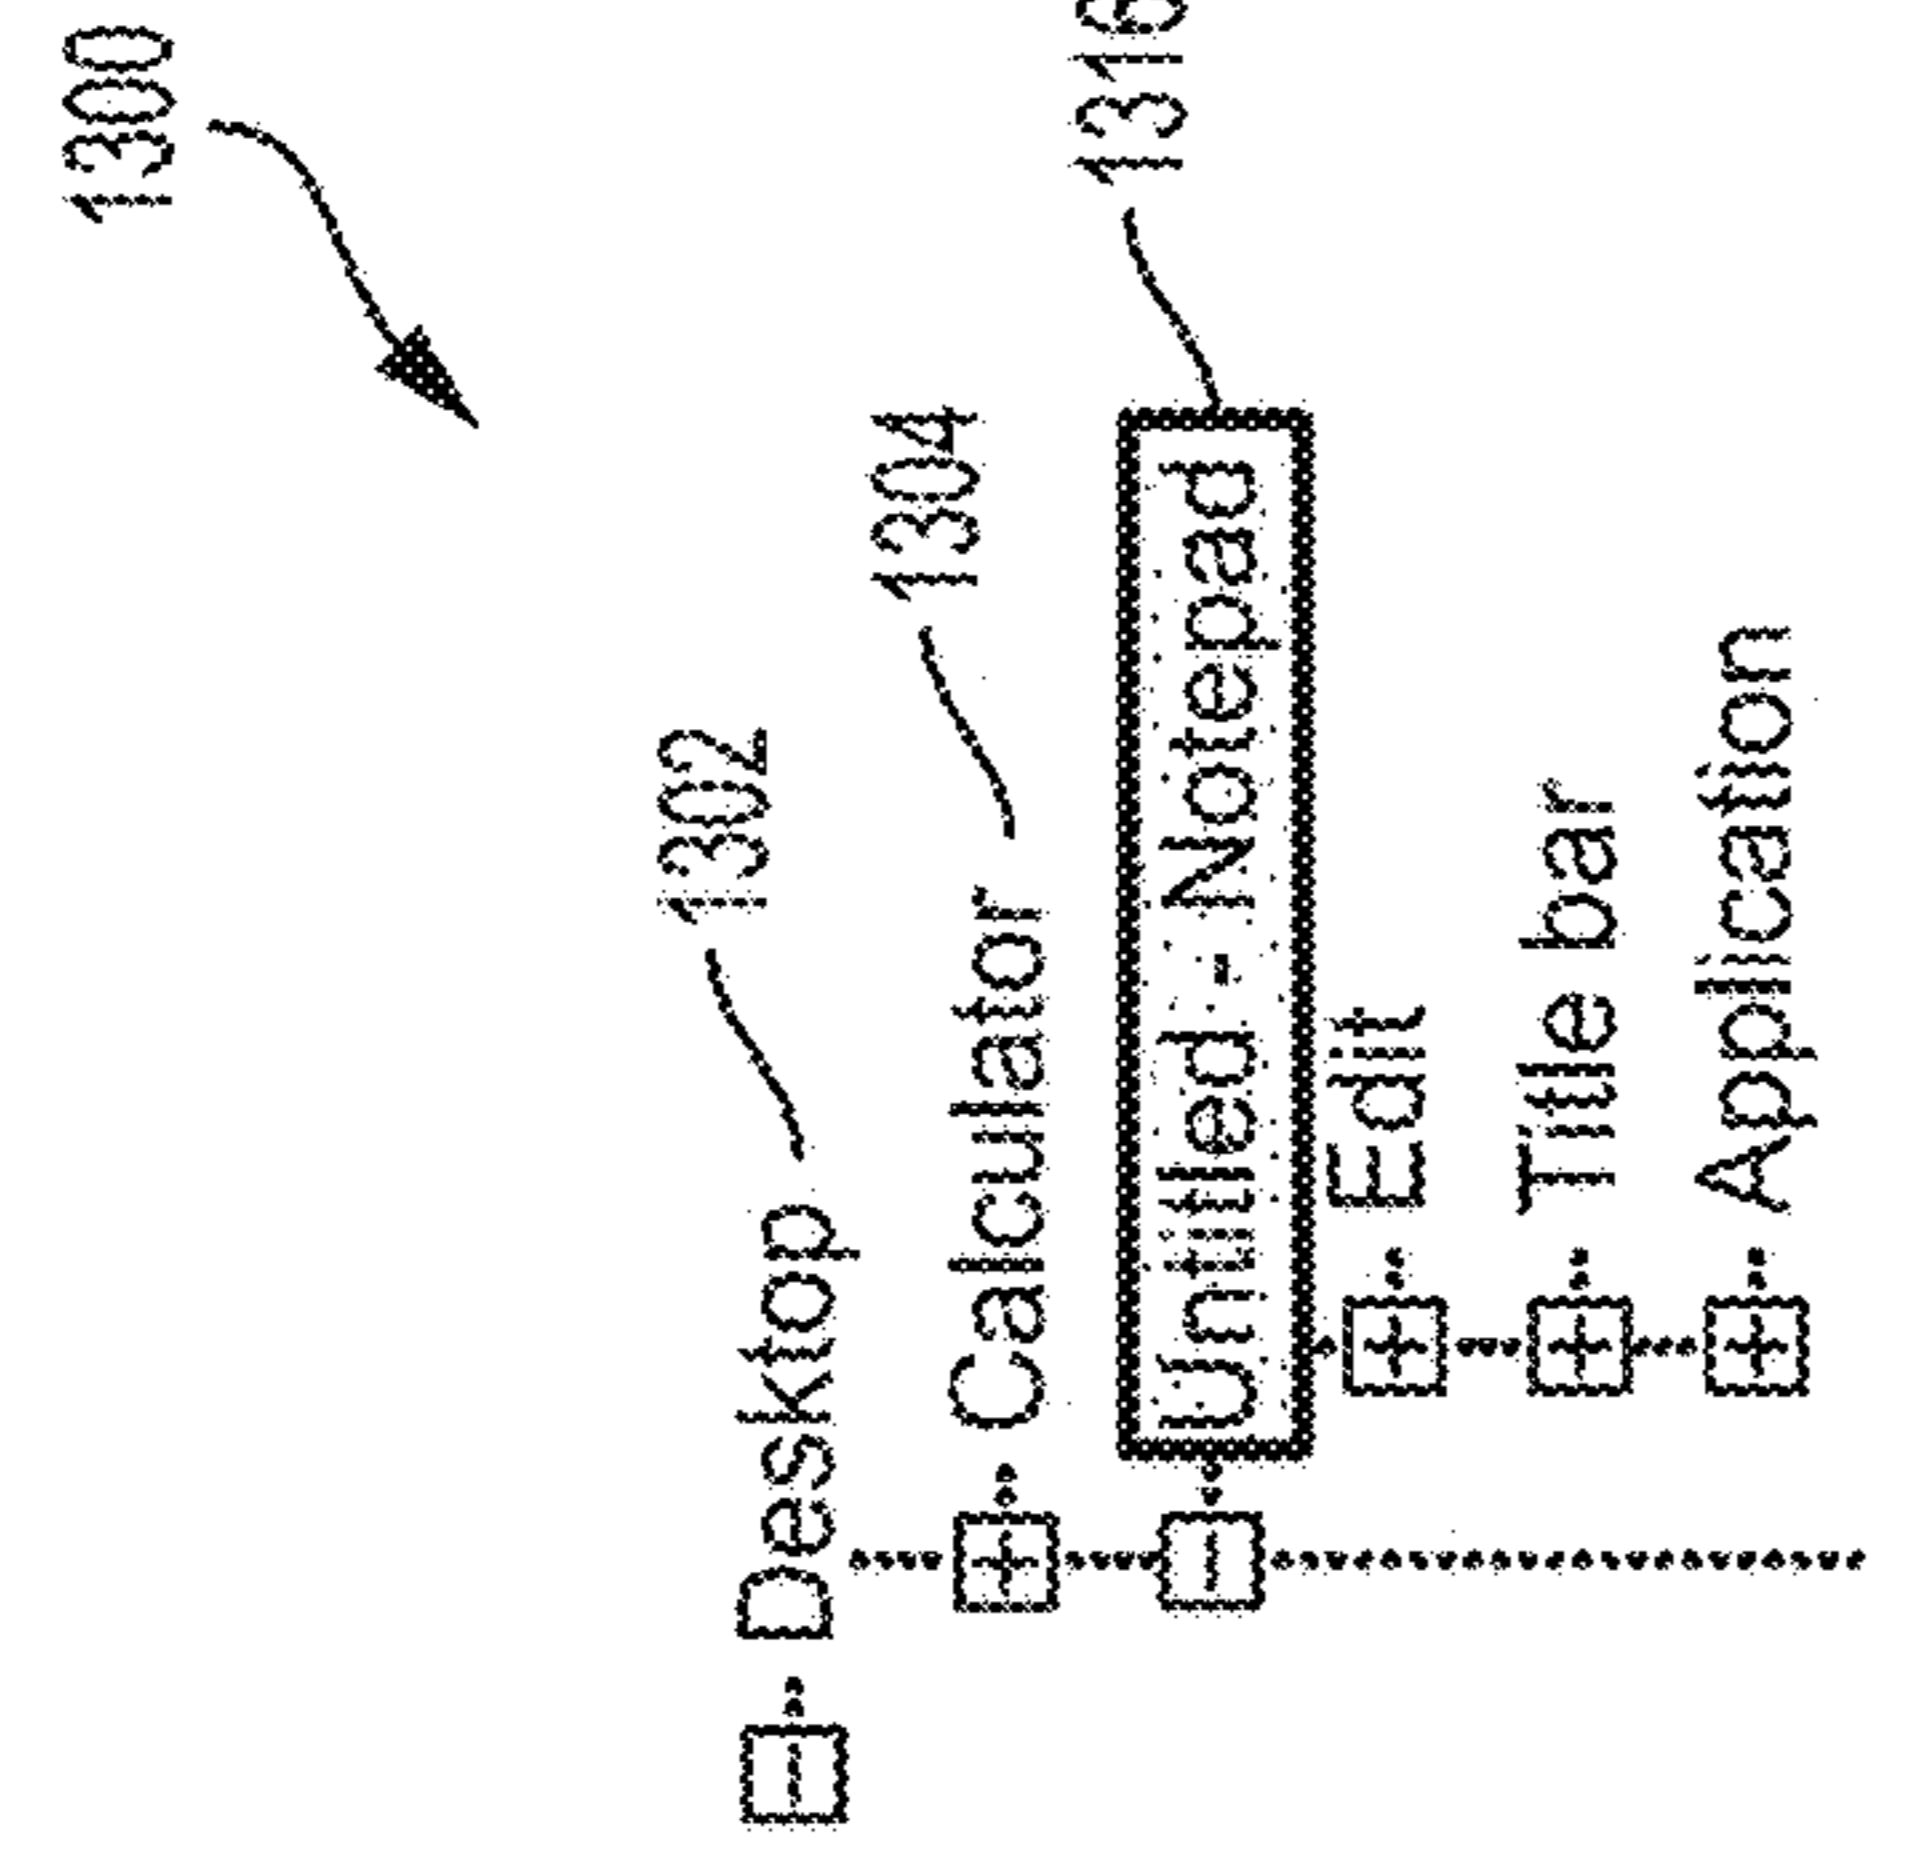 1300
Desktop 1302
Calculator 1304
Untitled - Notepad 1316
Edit
Title bar
Application